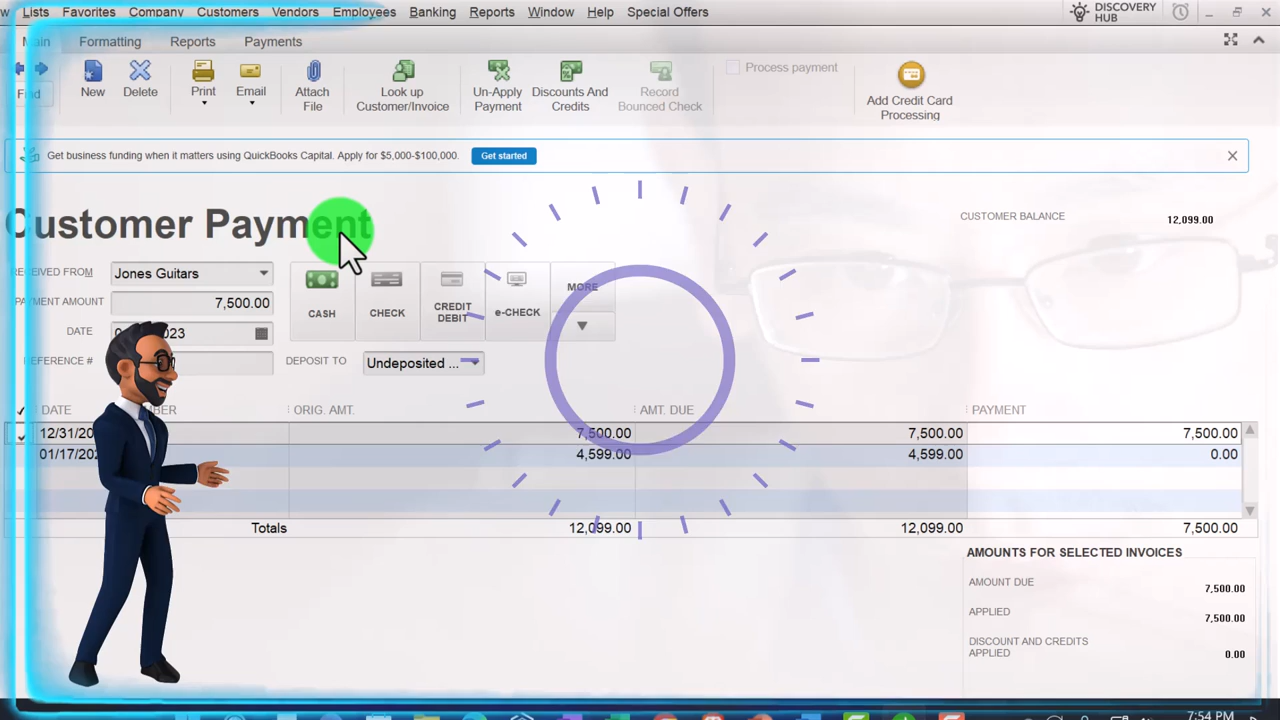 w Lists Favorites Company Customers Vendors Employees Banking Reports Window Help Special Offers DISCOVERY HUB
Main Formatting Reports Payments
Find New Delete Print Email Attach File Look up Customer/Invoice Un-Apply Payment Discounts And Credits Record Bounced Check Process payment Add Credit Card Processing
Get business funding when it matters using QuickBooks Capital. Apply for $5,000-$100,000. Get started
Customer Payment
CUSTOMER BALANCE 12,099.00
RECEIVED FROM Jones Guitars
PAYMENT AMOUNT 7,500.00
CASH CHECK CREDIT DEBIT e-CHECK MORE
DATE
REFERENCE # DEPOSIT TO Undeposited ...
DATE ORIG. AMT. AMT. DUE PAYMENT
7,500.00 7,500.00 7,500.00
4,599.00 4,599.00 0.00
Totals 12,099.00 12,099.00 7,500.00
AMOUNTS FOR SELECTED INVOICES
AMOUNT DUE 7,500.00
APPLIED 7,500.00
DISCOUNT AND CREDITS APPLIED 0.00
7:54 PM